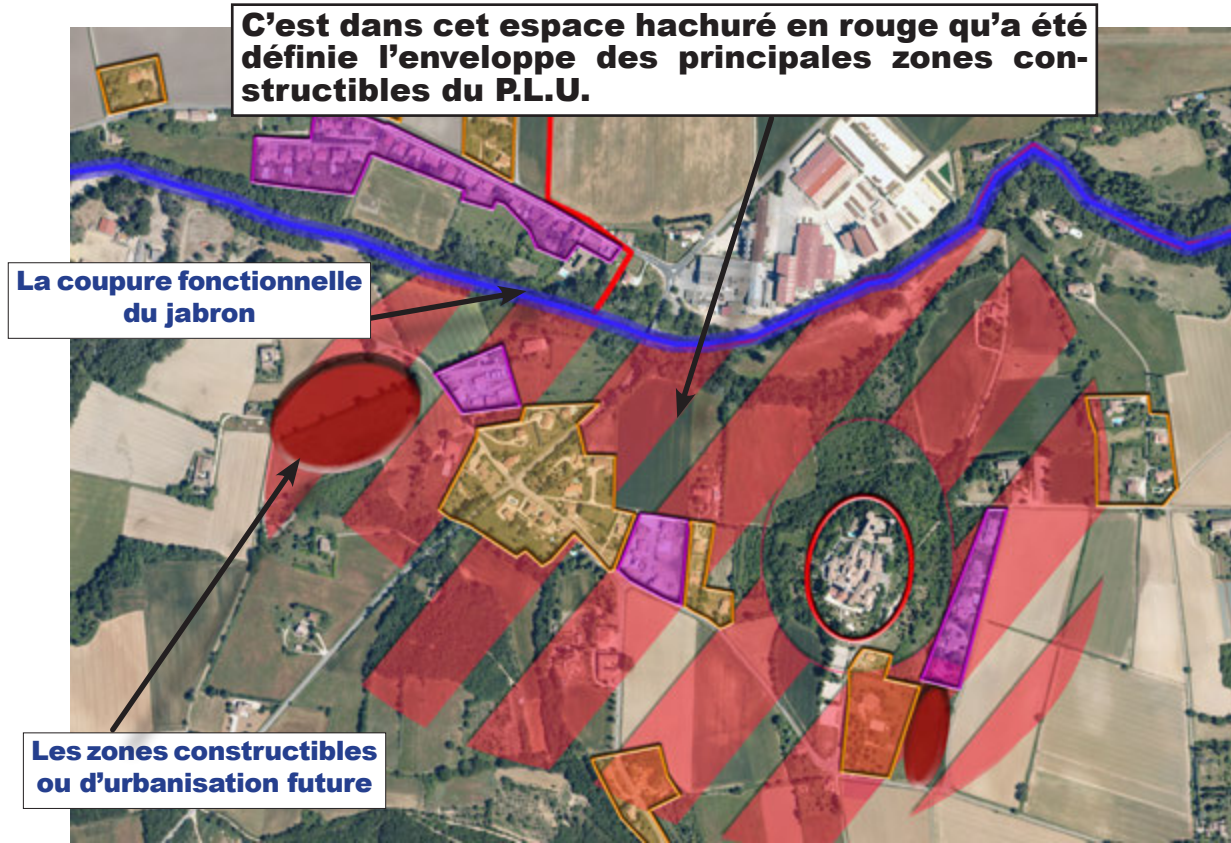 C’est dans cet espace hachuré en rouge qu’a été
définie l’enveloppe des principales zones con-
structibles du P.L.U.
La coupure fonctionnelle
du jabron
Les zones constructibles
ou d’urbanisation future